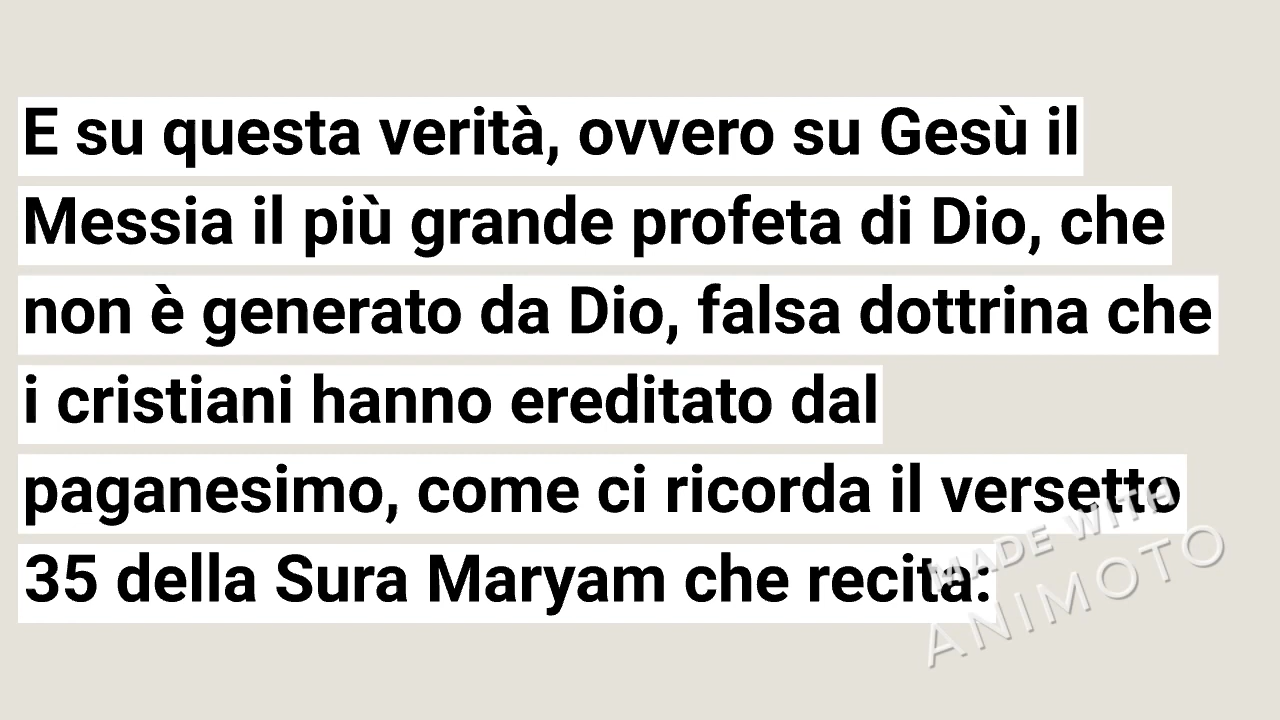 E su questa verità, ovvero su Gesù il
Messia il più grande profeta di Dio, che
non è generato da Dio, falsa dottrina che
i cristiani hanno ereditato dal
paganesimo, come ci ricorda il versetto
35 della Sura Maryam che recita:
MADE WITH
ANIMOTO